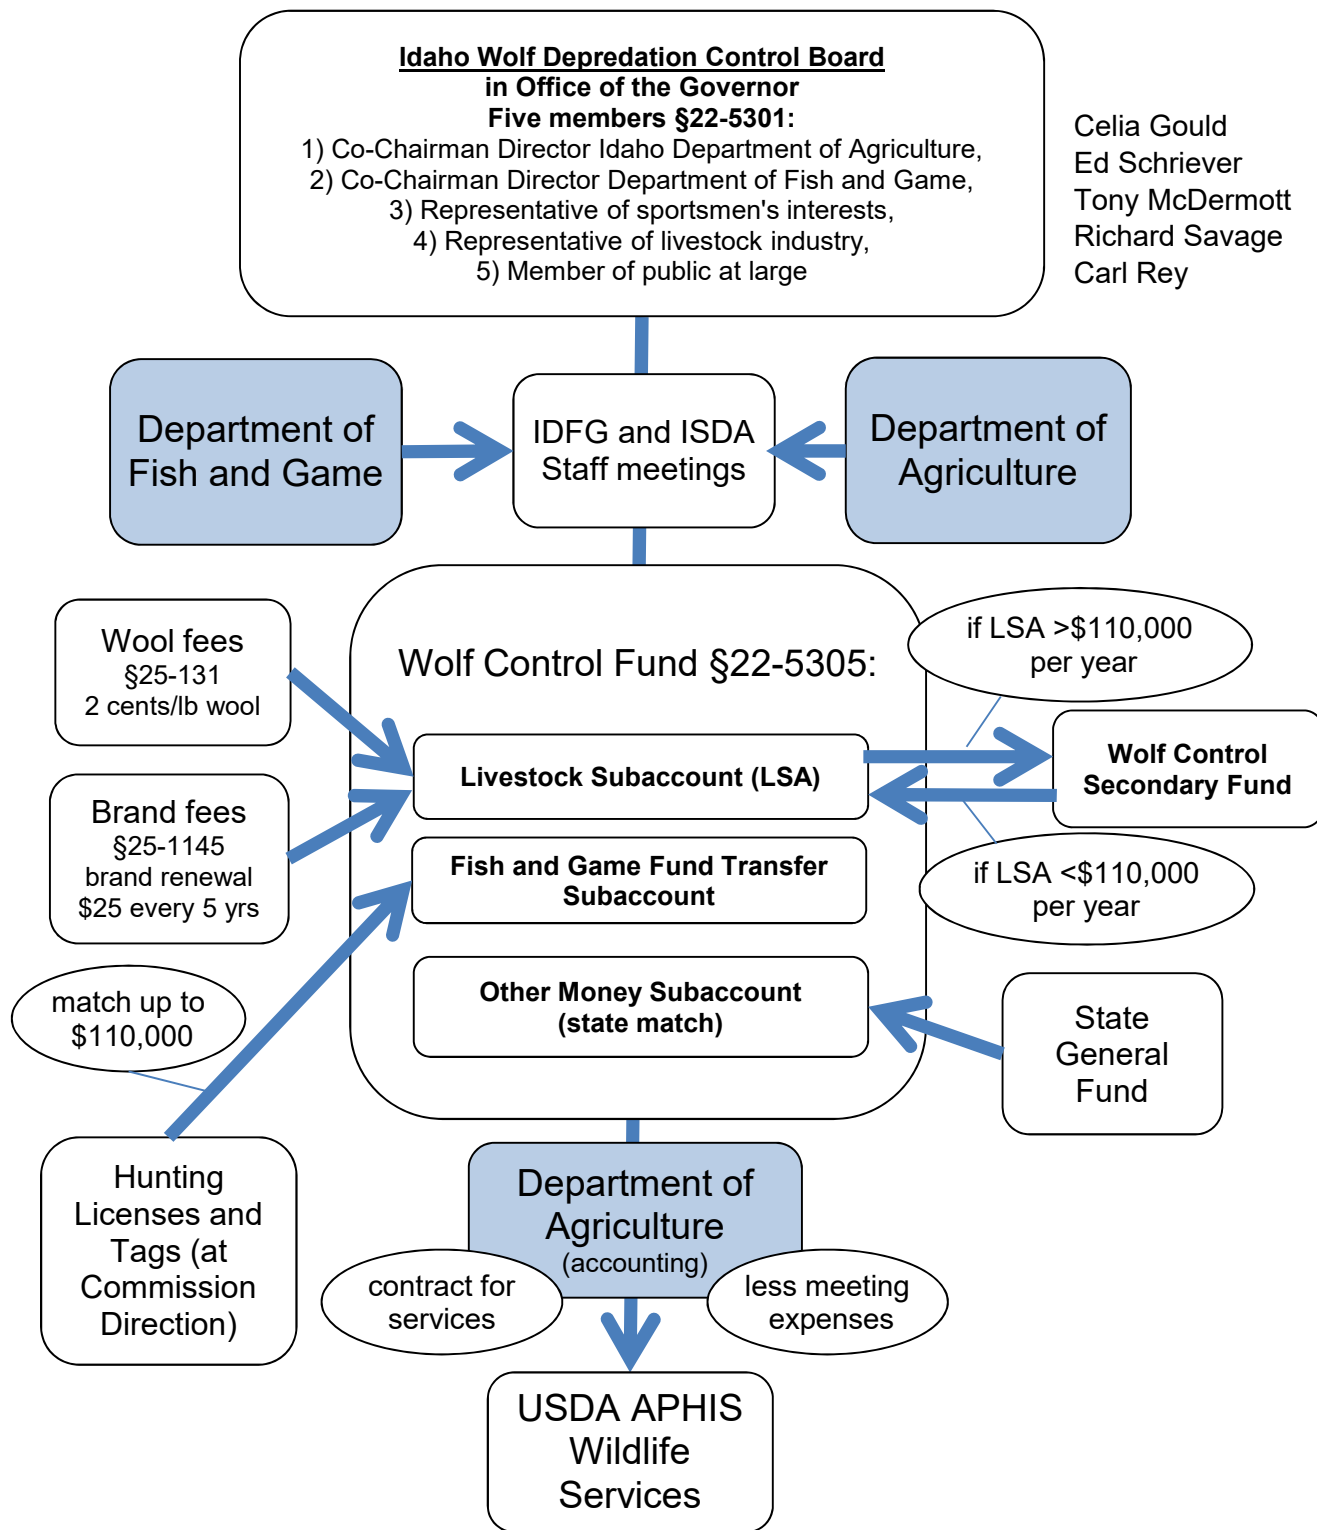 Idaho Wolf Depredation Control Board
in Office of the Governor
Five members §22-5301:
1) Co-Chairman Director Idaho Department of Agriculture,
2) Co-Chairman Director Department of Fish and Game,
3) Representative of sportsmen's interests,
4) Representative of livestock industry,
5) Member of public at large
Celia Gould
Ed Schriever
Tony McDermott
Richard Savage
Carl Rey
Department of
Fish and Game
IDFG and ISDA
Staff meetings
Department of
Agriculture
Wool fees
§25-131
2 cents/lb wool
Brand fees
§25-1145
brand renewal
$25 every 5 yrs
Wolf Control Fund §22-5305:
Livestock Subaccount (LSA)
Fish and Game Fund Transfer
Subaccount
Other Money Subaccount
(state match)
if LSA >$110,000
per year
Wolf Control
Secondary Fund
if LSA <$110,000
per year
State
General
Fund
match up to
$110,000
Hunting
Licenses and
Tags (at
Commission
Direction)
Department of
Agriculture
(accounting)
contract for
services
less meeting
expenses
USDA APHIS
Wildlife
Services